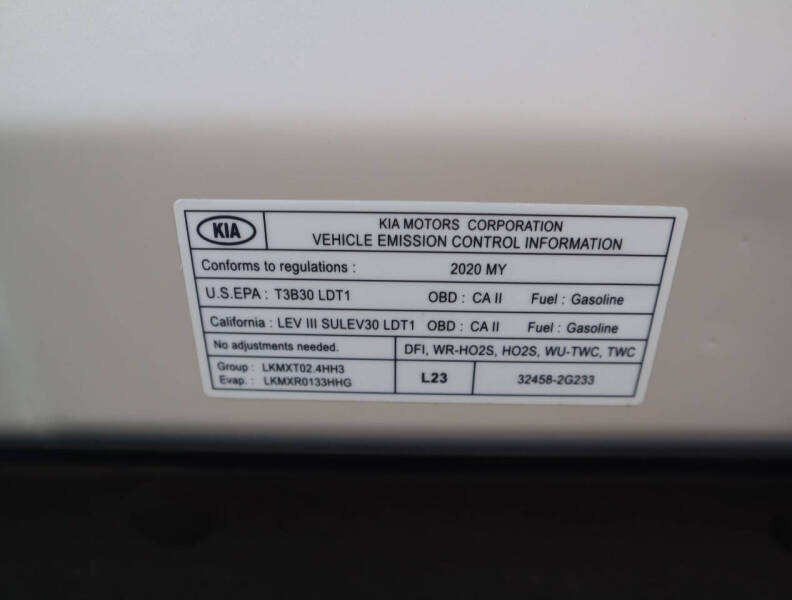 KIA
KIA MOTORS CORPORATION
VEHICLE EMISSION CONTROL INFORMATION
Conforms to regulations : 2020 MY
U.S.EPA : T3B30 LDT1 OBD : CA II Fuel : Gasoline
California : LEV III SULEV30 LDT1 OBD : CA II Fuel : Gasoline
No adjustments needed. DFI, WR-HO2S, HO2S, WU-TWC, TWC
Group : LKMXT02.4HH3
Evap. : LKMXR0133HHG
L23 32458-2G233